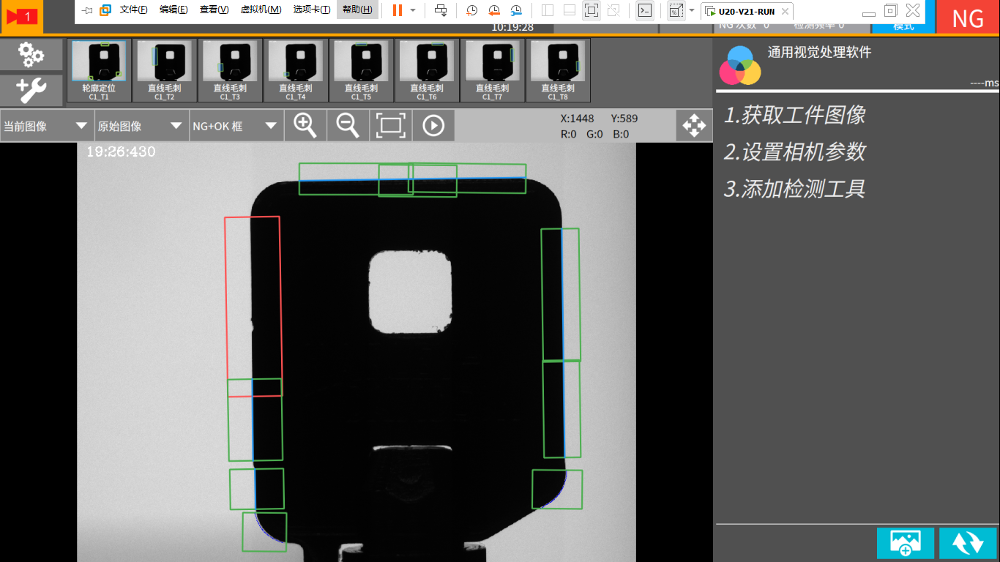 1
文件(F) 编辑(E) 查看(V) 虚拟机(M) 选项卡(T) 帮助(H)
U20-V21-RUN
NG
10:19:28
NG 次数 0 检测频率 0 模式
轮廓定位 直线毛刺 直线毛刺 直线毛刺 直线毛刺 直线毛刺 直线毛刺 直线毛刺
C1_T1 C1_T2 C1_T3 C1_T4 C1_T5 C1_T6 C1_T7 C1_T8
通用视觉处理软件
----ms
当前图像 原始图像 NG+OK 框
X:1448 Y:589
R:0 G:0 B:0
19:26:430
1.获取工件图像
2.设置相机参数
3.添加检测工具